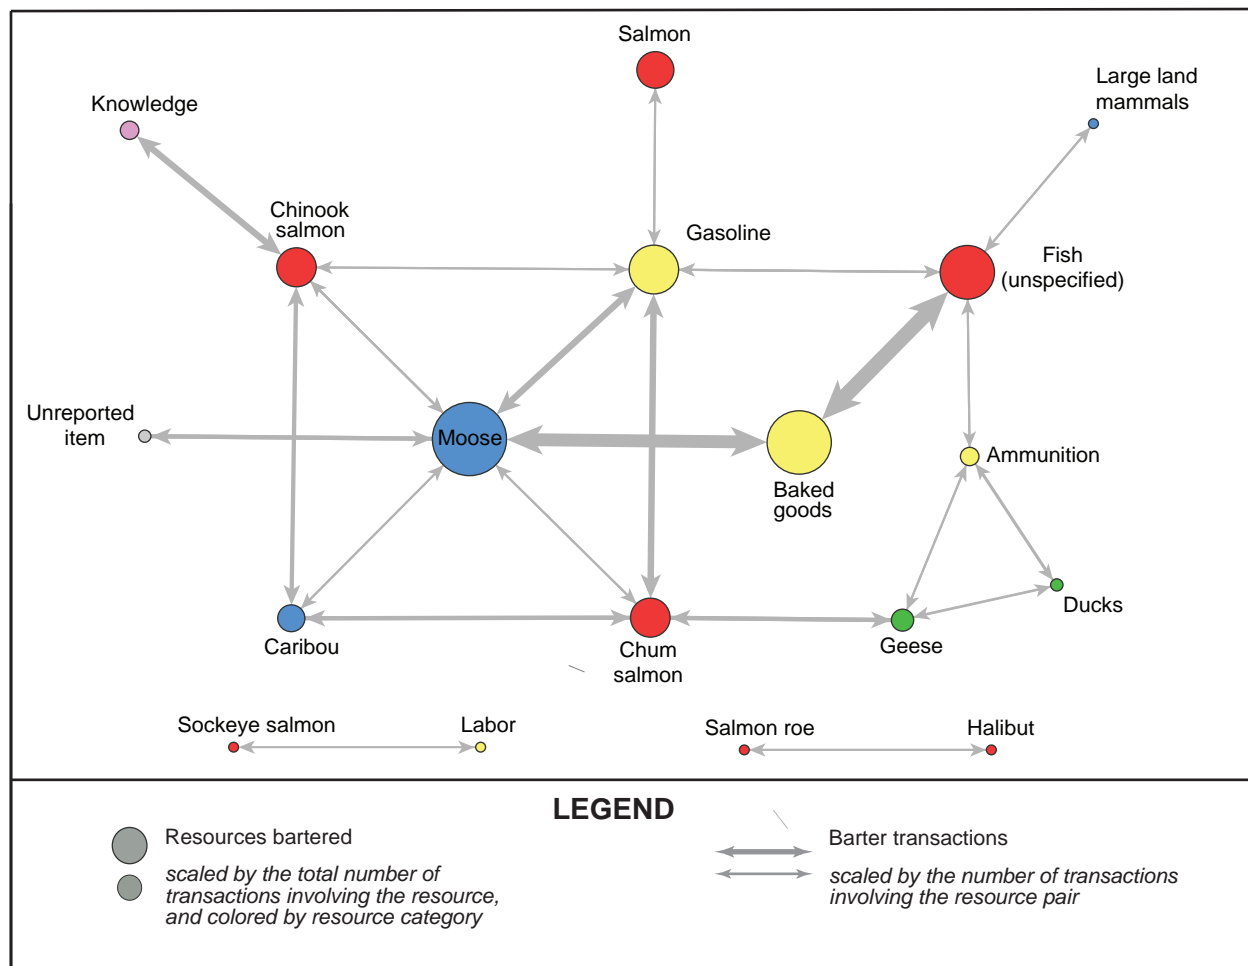 Salmon
Large land
mammals
Knowledge
Chinook
salmon
Gasoline
Fish
(unspecified)
Unreported
item
Moose
Ammunition
Baked
goods
Ducks
Caribou
Chum
salmon
Geese
Sockeye salmon
Labor
Salmon roe
Halibut
LEGEND
Resources bartered
scaled by the total number of
transactions involving the resource,
and colored by resource category
Barter transactions
scaled by the number of transactions
involving the resource pair